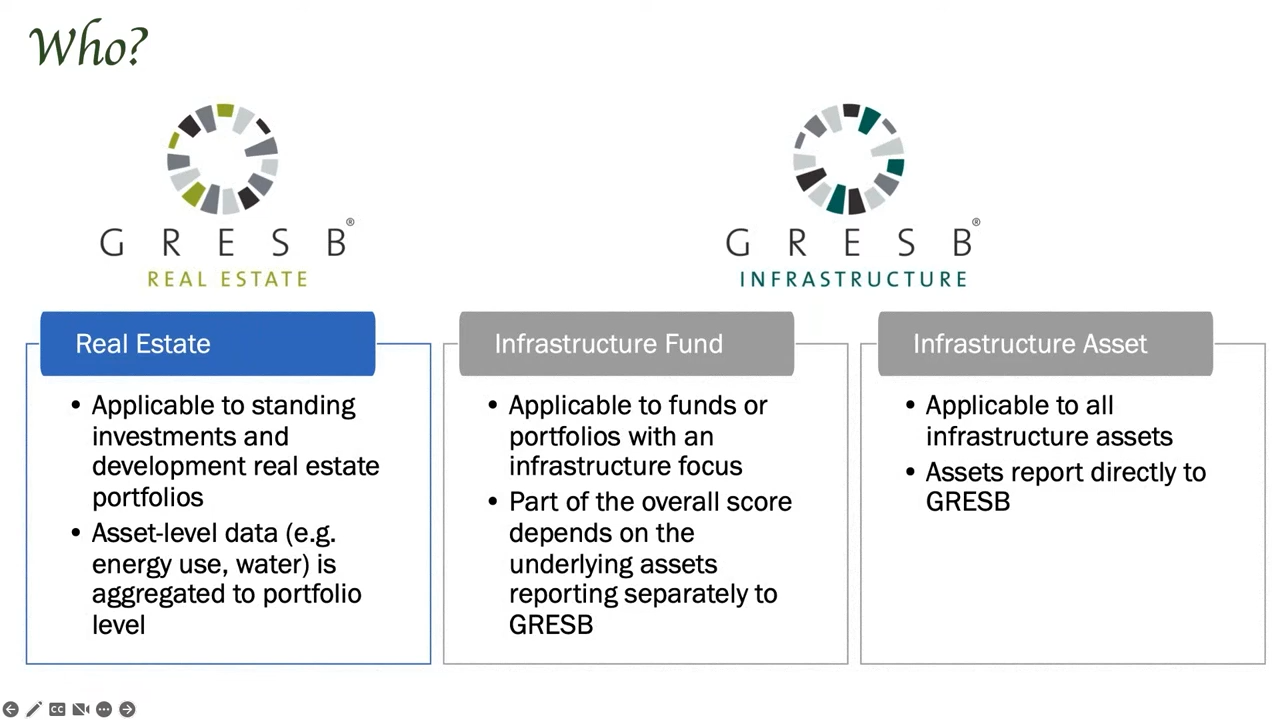 Who?
G R E S B®
REAL ESTATE
G R E S B®
INFRASTRUCTURE
Real Estate
• Applicable to standing
investments and
development real estate
portfolios
• Asset-level data (e.g.
energy use, water) is
aggregated to portfolio
level
Infrastructure Fund
• Applicable to funds or
portfolios with an
infrastructure focus
• Part of the overall score
depends on the
underlying assets
reporting separately to
GRESB
Infrastructure Asset
• Applicable to all
infrastructure assets
• Assets report directly to
GRESB
CC